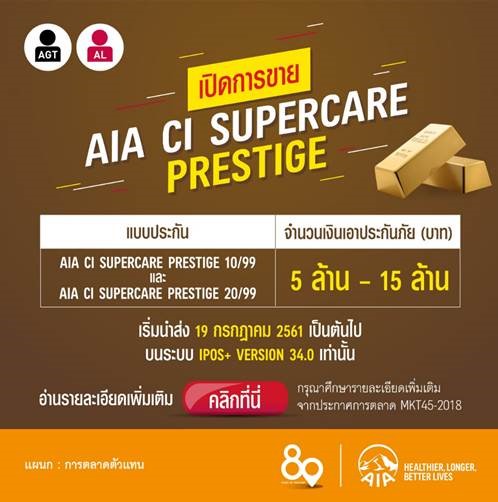 AGT
AL
เปิดการขาย
AIA CI SUPERCARE
PRESTIGE
แบบประกัน
จำนวนเงินเอาประกันภัย (บาท)
AIA CI SUPERCARE PRESTIGE 10/99
และ
AIA CI SUPERCARE PRESTIGE 20/99
5 ล้าน – 15 ล้าน
เริ่มนำส่ง 19 กรกฎาคม 2561 เป็นต้นไป
บนระบบ IPOS+ VERSION 34.0 เท่านั้น
อ่านรายละเอียดเพิ่มเติม
คลิกที่นี่
กรุณาศึกษารายละเอียดเพิ่มเติม
จากประกาศการตลาด MKT45-2018
แผนก : การตลาดตัวแทน
80
AIA
HEALTHIER, LONGER,
BETTER LIVES